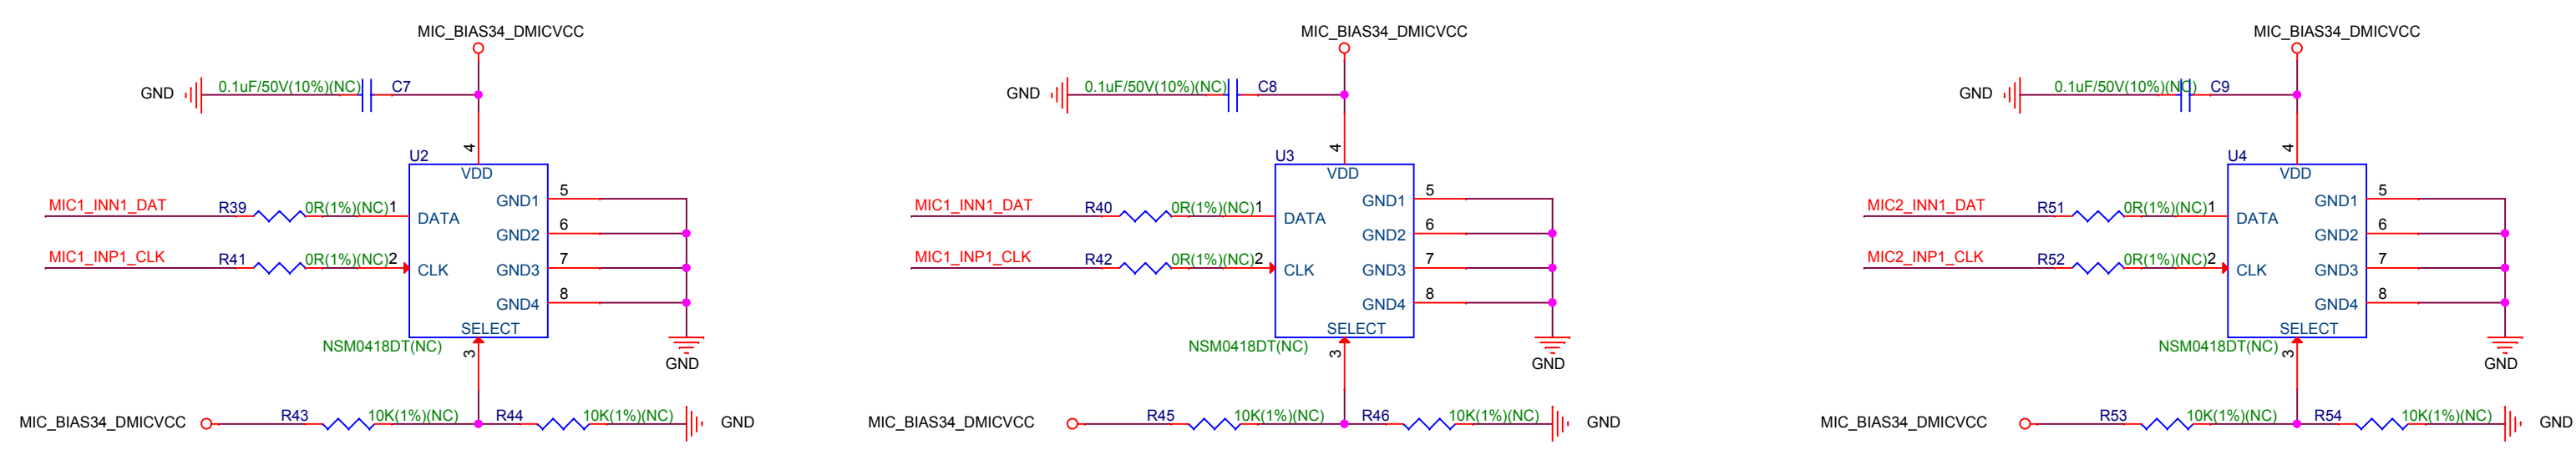 MIC_BIAS34_DMICVCC
GND
0.1uF/50V(10%)(NC)
C7
4
U2
VDD
MIC1_INN1_DAT
R39
0R(1%)(NC)
1
DATA
MIC1_INP1_CLK
R41
0R(1%)(NC)
2
CLK
GND1
5
GND2
6
GND3
7
GND4
8
SELECT
NSM0418DT(NC)
3
GND
MIC_BIAS34_DMICVCC
R43
10K(1%)(NC)
R44
10K(1%)(NC)
GND
MIC_BIAS34_DMICVCC
GND
0.1uF/50V(10%)(NC)
C8
4
U3
VDD
MIC1_INN1_DAT
R40
0R(1%)(NC)
1
DATA
MIC1_INP1_CLK
R42
0R(1%)(NC)
2
CLK
GND1
5
GND2
6
GND3
7
GND4
8
SELECT
NSM0418DT(NC)
3
GND
MIC_BIAS34_DMICVCC
R45
10K(1%)(NC)
R46
10K(1%)(NC)
GND
MIC_BIAS34_DMICVCC
GND
0.1uF/50V(10%)(NC)
C9
4
U4
VDD
MIC2_INN1_DAT
R51
0R(1%)(NC)
1
DATA
MIC2_INP1_CLK
R52
0R(1%)(NC)
2
CLK
GND1
5
GND2
6
GND3
7
GND4
8
SELECT
NSM0418DT(NC)
3
GND
MIC_BIAS34_DMICVCC
R53
10K(1%)(NC)
R54
10K(1%)(NC)
GND